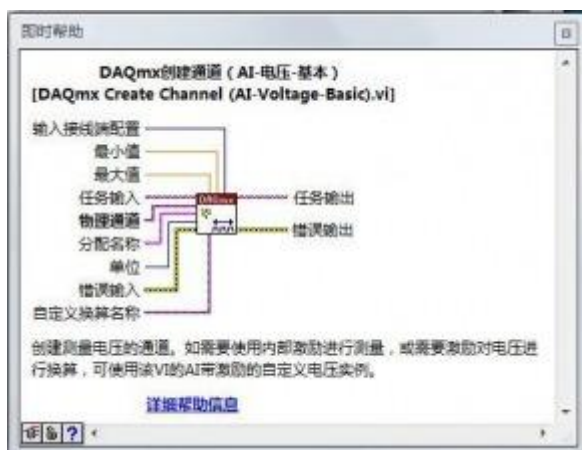 即时帮助
DAQmx创建通道（AI-电压-基本）
[DAQmx Create Channel (AI-Voltage-Basic).vi]
输入接线端配置
最小值
最大值
任务输入
任务输出
物理通道
分配名称
错误输出
单位
错误输入
自定义换算名称
DAQmx
创建测量电压的通道。如需要使用内部激励进行测量，或需要激励对电压进
行换算，可使用该VI的AI带激励的自定义电压实例。
详细帮助信息
?